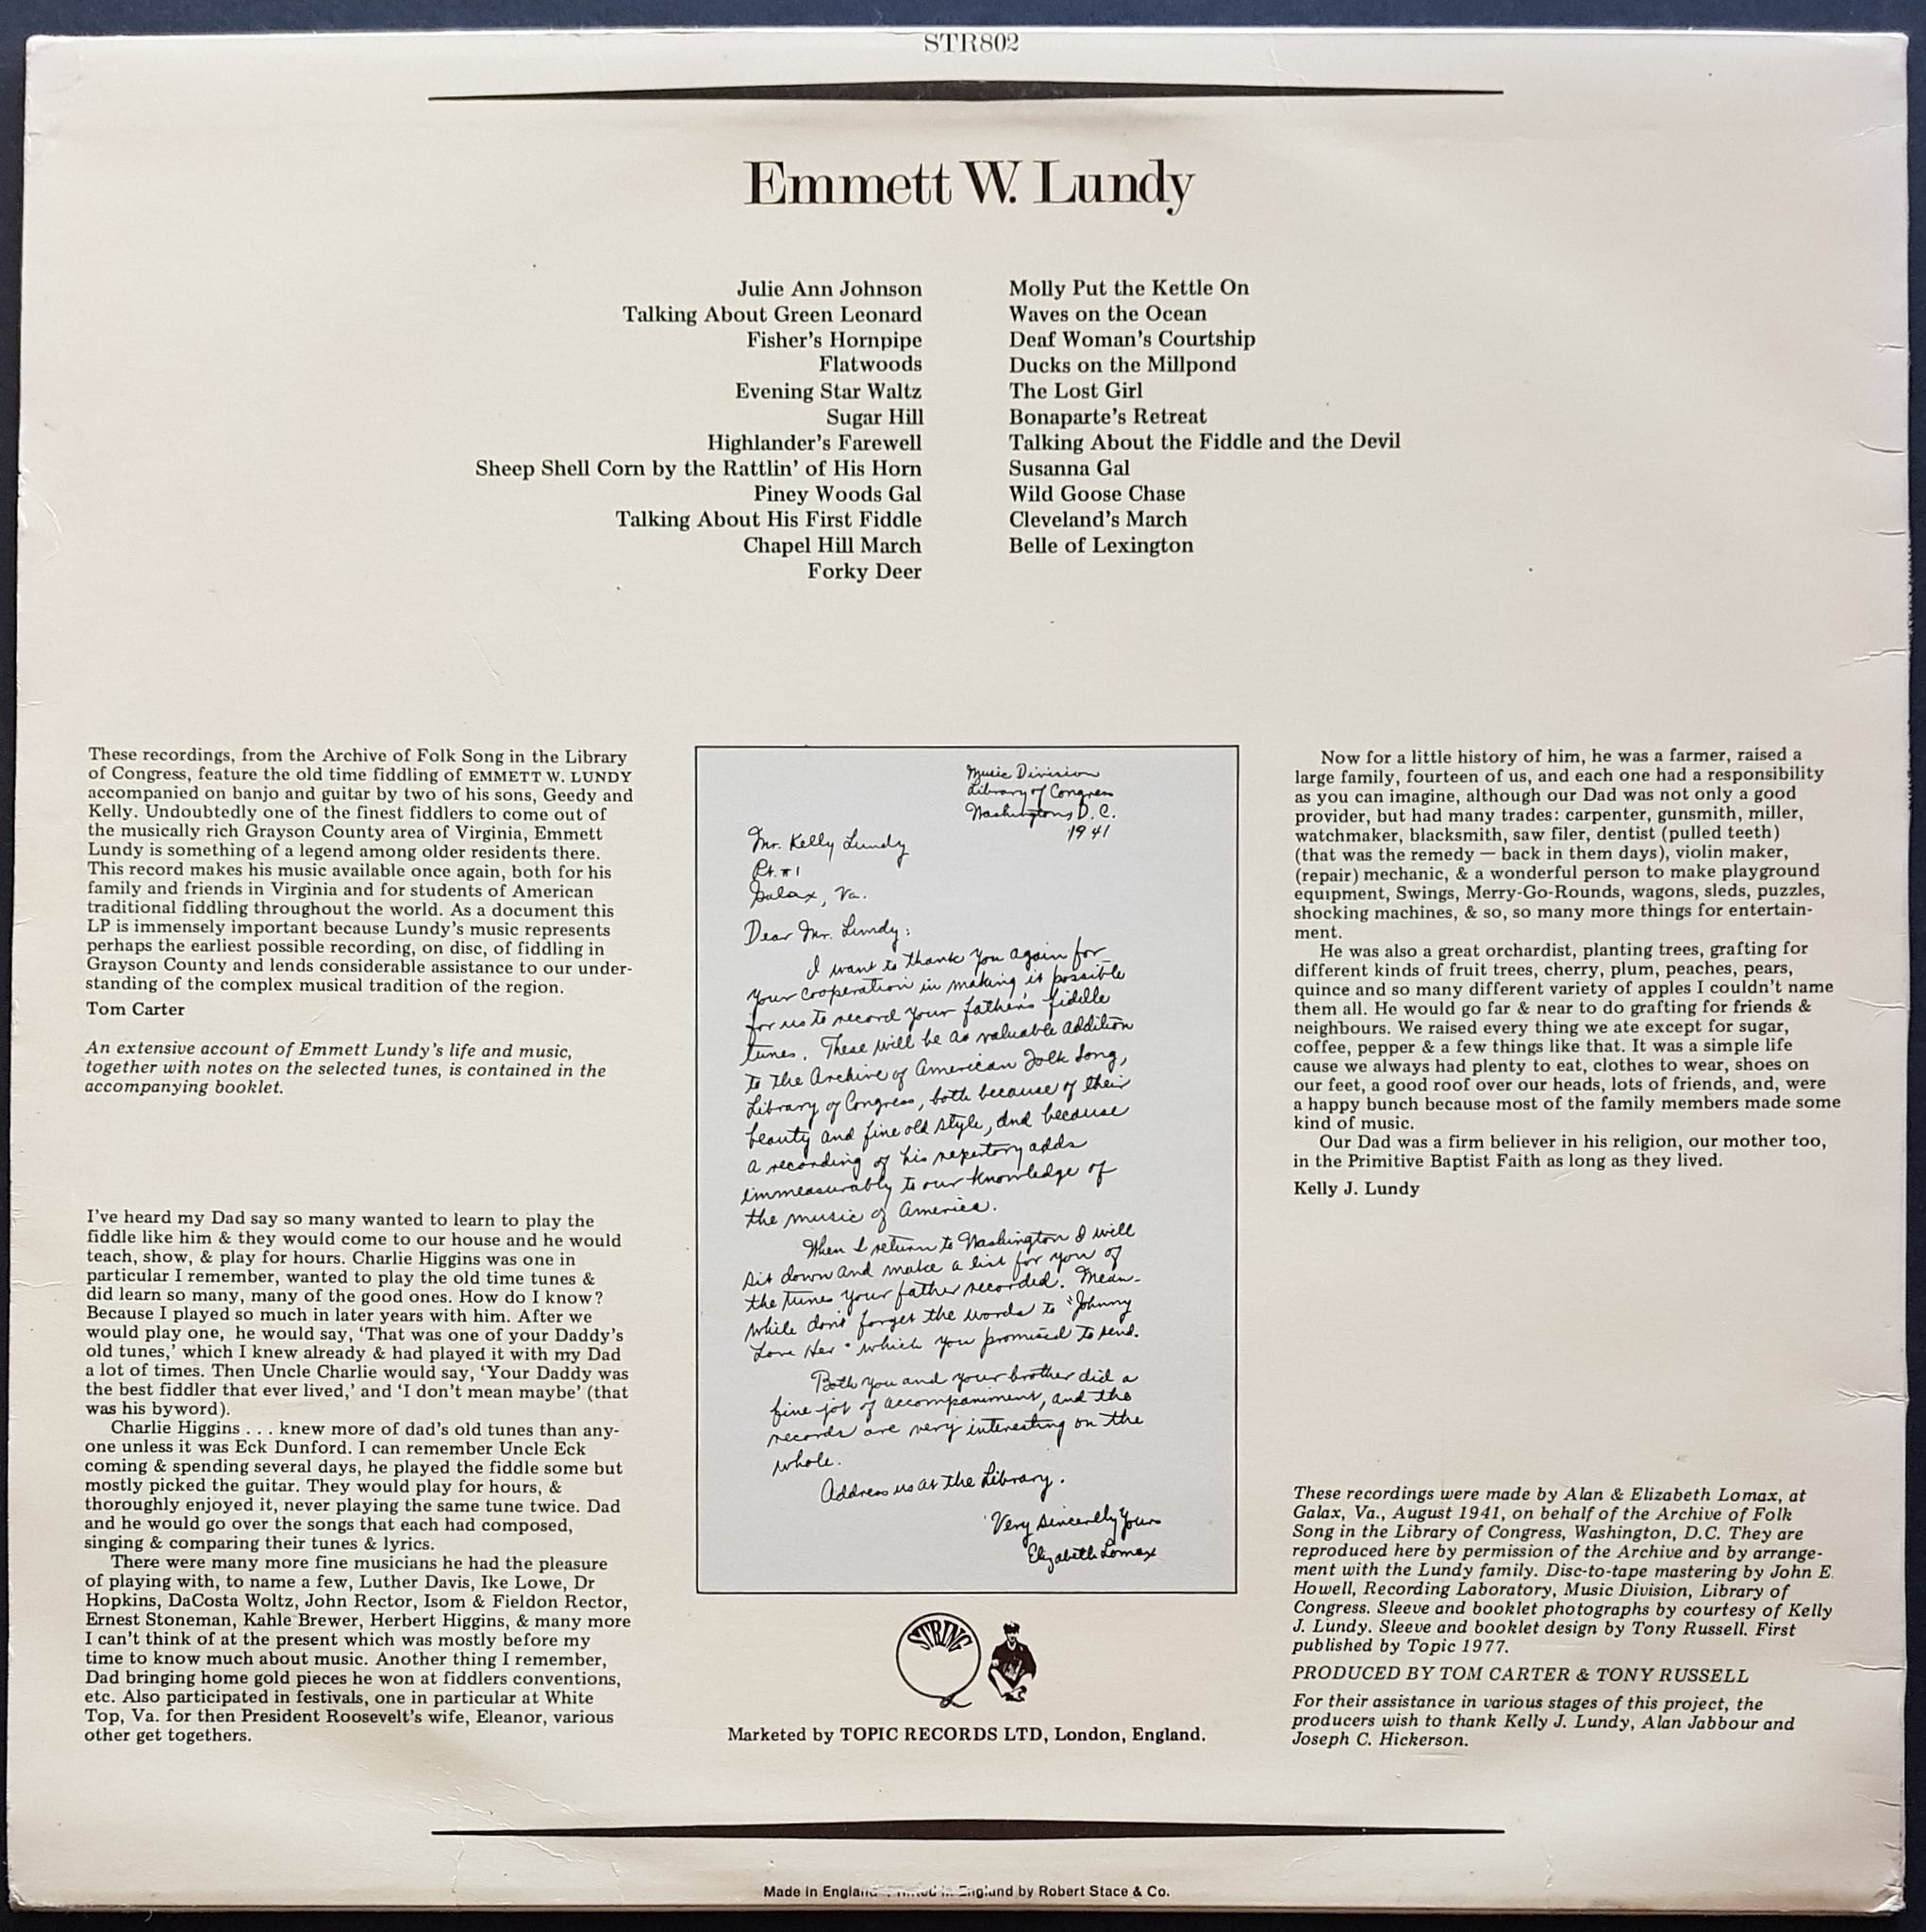 STR802
Emmett W. Lundy
Julie Ann Johnson
Talking About Green Leonard
Fisher's Hornpipe
Flatwoods
Evening Star Waltz
Sugar Hill
Highlander's Farewell
Sheep Shell Corn by the Rattlin' of His Horn
Piney Woods Gal
Talking About His First Fiddle
Chapel Hill March
Forky Deer
Molly Put the Kettle On
Waves on the Ocean
Deaf Woman's Courtship
Ducks on the Millpond
The Lost Girl
Bonaparte's Retreat
Talking About the Fiddle and the Devil
Susanna Gal
Wild Goose Chase
Cleveland's March
Belle of Lexington
These recordings, from the Archive of Folk Song in the Library
of Congress, feature the old time fiddling of EMMETT W. LUNDY
accompanied on banjo and guitar by two of his sons, Geedy and
Kelly. Undoubtedly one of the finest fiddlers to come out of
the musically rich Grayson County area of Virginia, Emmett
Lundy is something of a legend among older residents there.
This record makes his music available once again, both for his
family and friends in Virginia and for students of American
traditional fiddling throughout the world. As a document this
LP is immensely important because Lundy's music represents
perhaps the earliest possible recording, on disc, of fiddling in
Grayson County and lends considerable assistance to our under-
standing of the complex musical tradition of the region.
Tom Carter
An extensive account of Emmett Lundy's life and music,
together with notes on the selected tunes, is contained in the
accompanying booklet.
I've heard my Dad say so many wanted to learn to play the
fiddle like him & they would come to our house and he would
teach, show, & play for hours. Charlie Higgins was one in
particular I remember, wanted to play the old time tunes &
did learn so many, many of the good ones. How do I know?
Because I played so much in later years with him. After we
would play one, he would say, 'That was one of your Daddy's
old tunes,' which I knew already & had played it with my Dad
a lot of times. Then Uncle Charlie would say, 'Your Daddy was
the best fiddler that ever lived,' and 'I don't mean maybe' (that
was his byword).
Charlie Higgins . . . knew more of dad's old tunes than any-
one unless it was Eck Dunford. I can remember Uncle Eck
coming & spending several days, he played the fiddle some but
mostly picked the guitar. They would play for hours, &
thoroughly enjoyed it, never playing the same tune twice. Dad
and he would go over the songs that each had composed,
singing & comparing their tunes & lyrics.
There were many more fine musicians he had the pleasure
of playing with, to name a few, Luther Davis, Ike Lowe, Dr
Hopkins, DaCosta Woltz, John Rector, Isom & Fieldon Rector,
Ernest Stoneman, Kahle Brewer, Herbert Higgins, & many more
I can't think of at the present which was mostly before my
time to know much about music. Another thing I remember,
Dad bringing home gold pieces he won at fiddlers conventions,
etc. Also participated in festivals, one in particular at White
Top, Va. for then President Roosevelt's wife, Eleanor, various
other get togethers.
Music Division
Library of Congress
Washington, D.C.
1941
Mr. Kelly Lundy
Rt. #1
Galax, Va.
Dear Mr. Lundy:
I want to thank you again for
your cooperation in making it possible
for us to record your father's fiddle
tunes. These will be as valuable addition
to the Archive of American Folk Song,
Library of Congress, both because of their
beauty and fine old style, and because
a recording of his repertory adds
immeasurably to our knowledge of
the music of America.
When I return to Washington I will
sit down and make a list for you of
the tunes your father recorded. Mean-
while don't forget the words to "Johnny
Love Her" which you promised to send.
Both you and your brother did a
fine job of accompaniment, and the
records are very interesting on the
whole.
Address us at the Library.
Very Sincerely Yours
Elizabeth Lomax
STRING
Marketed by TOPIC RECORDS LTD, London, England.
Now for a little history of him, he was a farmer, raised a
large family, fourteen of us, and each one had a responsibility
as you can imagine, although our Dad was not only a good
provider, but had many trades: carpenter, gunsmith, miller,
watchmaker, blacksmith, saw filer, dentist (pulled teeth)
(that was the remedy — back in them days), violin maker,
(repair) mechanic, & a wonderful person to make playground
equipment, Swings, Merry-Go-Rounds, wagons, sleds, puzzles,
shocking machines, & so, so many more things for entertain-
ment.
He was also a great orchardist, planting trees, grafting for
different kinds of fruit trees, cherry, plum, peaches, pears,
quince and so many different variety of apples I couldn't name
them all. He would go far & near to do grafting for friends &
neighbours. We raised every thing we ate except for sugar,
coffee, pepper & a few things like that. It was a simple life
cause we always had plenty to eat, clothes to wear, shoes on
our feet, a good roof over our heads, lots of friends, and, were
a happy bunch because most of the family members made some
kind of music.
Our Dad was a firm believer in his religion, our mother too,
in the Primitive Baptist Faith as long as they lived.
Kelly J. Lundy
These recordings were made by Alan & Elizabeth Lomax, at
Galax, Va., August 1941, on behalf of the Archive of Folk
Song in the Library of Congress, Washington, D.C. They are
reproduced here by permission of the Archive and by arrange-
ment with the Lundy family. Disc-to-tape mastering by John E.
Howell, Recording Laboratory, Music Division, Library of
Congress. Sleeve and booklet photographs by courtesy of Kelly
J. Lundy. Sleeve and booklet design by Tony Russell. First
published by Topic 1977.
PRODUCED BY TOM CARTER & TONY RUSSELL
For their assistance in various stages of this project, the
producers wish to thank Kelly J. Lundy, Alan Jabbour and
Joseph C. Hickerson.
Made in England England by Robert Stace & Co.